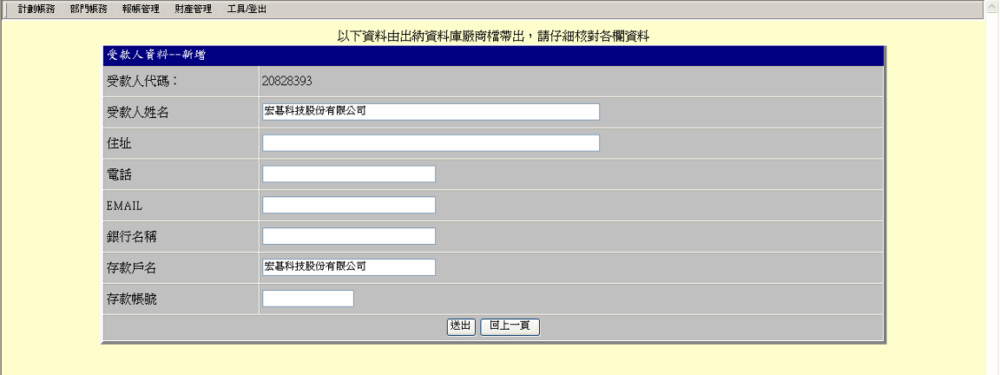 計劃帳務 部門帳務 報帳管理 財產管理 工具/登出
以下資料由出納資料庫廠商檔帶出，請仔細核對各欄資料
受款人資料--新增
受款人代碼： 20828393
受款人姓名 宏碁科技股份有限公司
住址
電話
EMAIL
銀行名稱
存款戶名 宏碁科技股份有限公司
存款帳號
送出 回上一頁